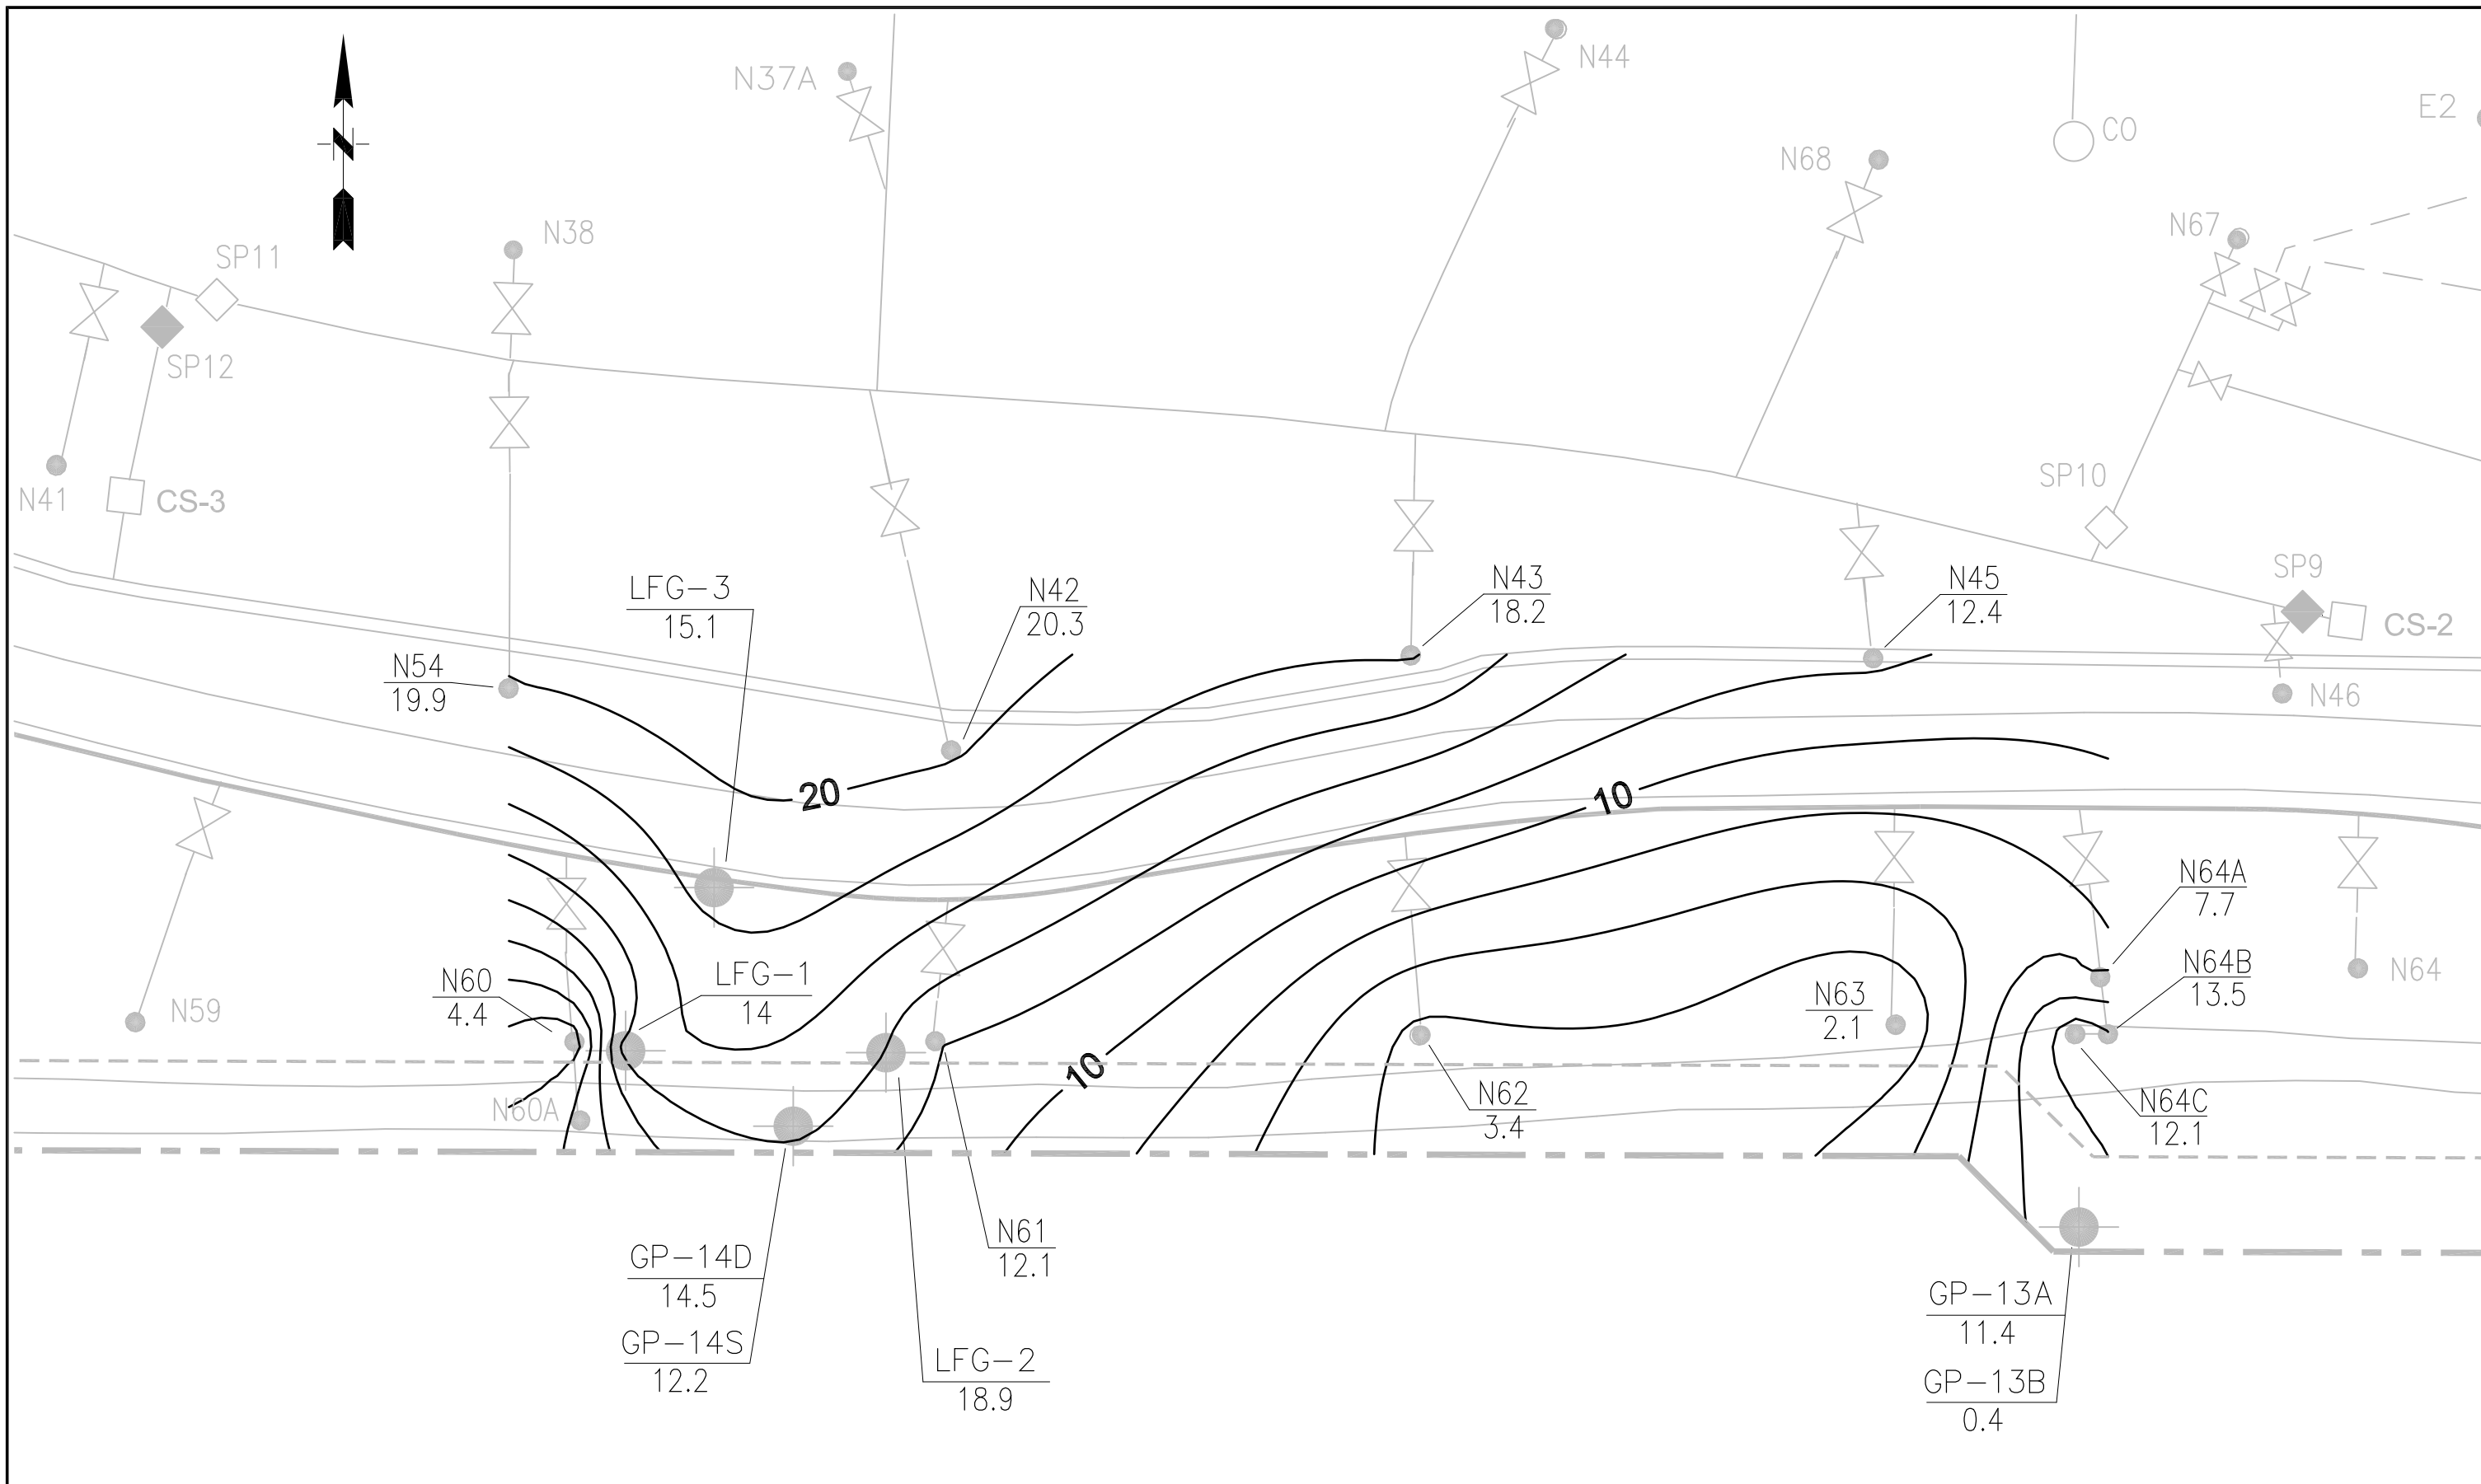 N44
N37A
E2
CO
N68
N67
N
N38
SP11
SP12
SP10
N41
CS-3
SP9
CS-2
LFG-3
15.1
N42
20.3
N43
18.2
N45
12.4
N54
19.9
N46
20
10
N64A
7.7
N60
4.4
LFG-1
14
N64B
13.5
N64
N59
N63
2.1
10
N60A
N62
3.4
N64C
12.1
N61
12.1
GP-14D
14.5
GP-14S
12.2
LFG-2
18.9
GP-13A
11.4
GP-13B
0.4